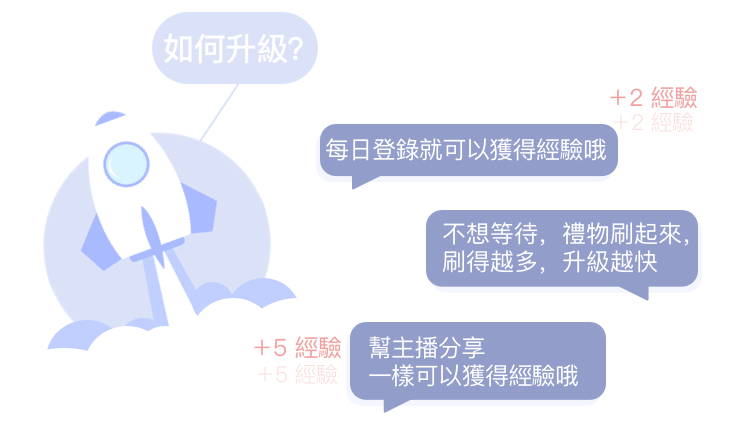 如何升級?
+2 經驗
+2 經驗
每日登錄就可以獲得經驗哦
不想等待，禮物刷起來，
刷得越多，升級越快
+5 經驗
+5 經驗
幫主播分享
一樣可以獲得經驗哦